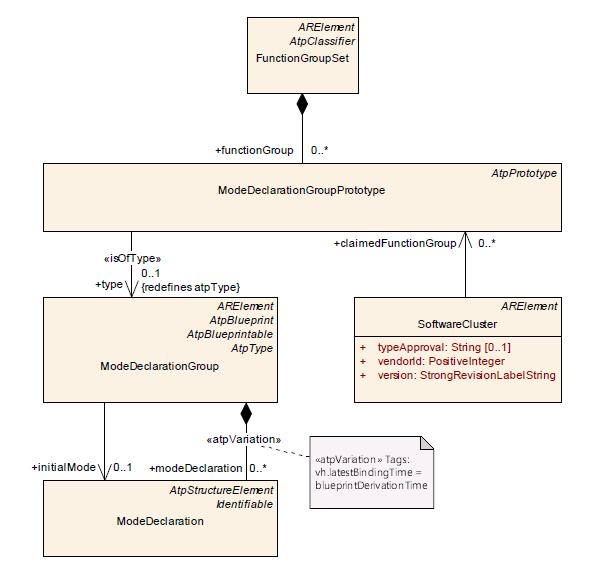 ARElement
AtpClassifier
FunctionGroupSet
+functionGroup 0..*
AtpPrototype
ModeDeclarationGroupPrototype
+claimedFunctionGroup 0..*
«isOfType»
+type 0..1
{redefines atpType}
ARElement
AtpBlueprint
AtpBlueprintable
AtpType
ModeDeclarationGroup
ARElement
SoftwareCluster
+ typeApproval: String [0..1]
+ vendorId: PositiveInteger
+ version: StrongRevisionLabelString
«atpVariation»
+initialMode 0..1 +modeDeclaration 0..*
«atpVariation» Tags:
vh.latestBindingTime =
blueprintDerivationTime
AtpStructureElement
Identifiable
ModeDeclaration